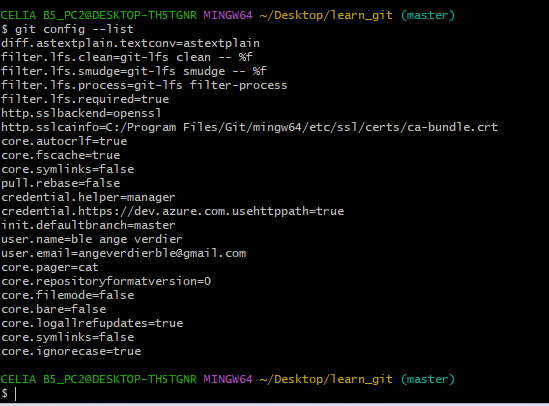 CELIA B5_PC2@DESKTOP-TH5TGNR MINGW64 ~/Desktop/learn_git (master)
$ git config --list
diff.astextplain.textconv=astextplain
filter.lfs.clean=git-lfs clean -- %f
filter.lfs.smudge=git-lfs smudge -- %f
filter.lfs.process=git-lfs filter-process
filter.lfs.required=true
http.sslbackend=openssl
http.sslcainfo=C:/Program Files/Git/mingw64/etc/ssl/certs/ca-bundle.crt
core.autocrlf=true
core.fscache=true
core.symlinks=false
pull.rebase=false
credential.helper=manager
credential.https://dev.azure.com.usehttppath=true
init.defaultbranch=master
user.name=ble ange verdier
user.email=angeverdierble@gmail.com
core.pager=cat
core.repositoryformatversion=0
core.filemode=false
core.bare=false
core.logallrefupdates=true
core.symlinks=false
core.ignorecase=true
CELIA B5_PC2@DESKTOP-TH5TGNR MINGW64 ~/Desktop/learn_git (master)
$